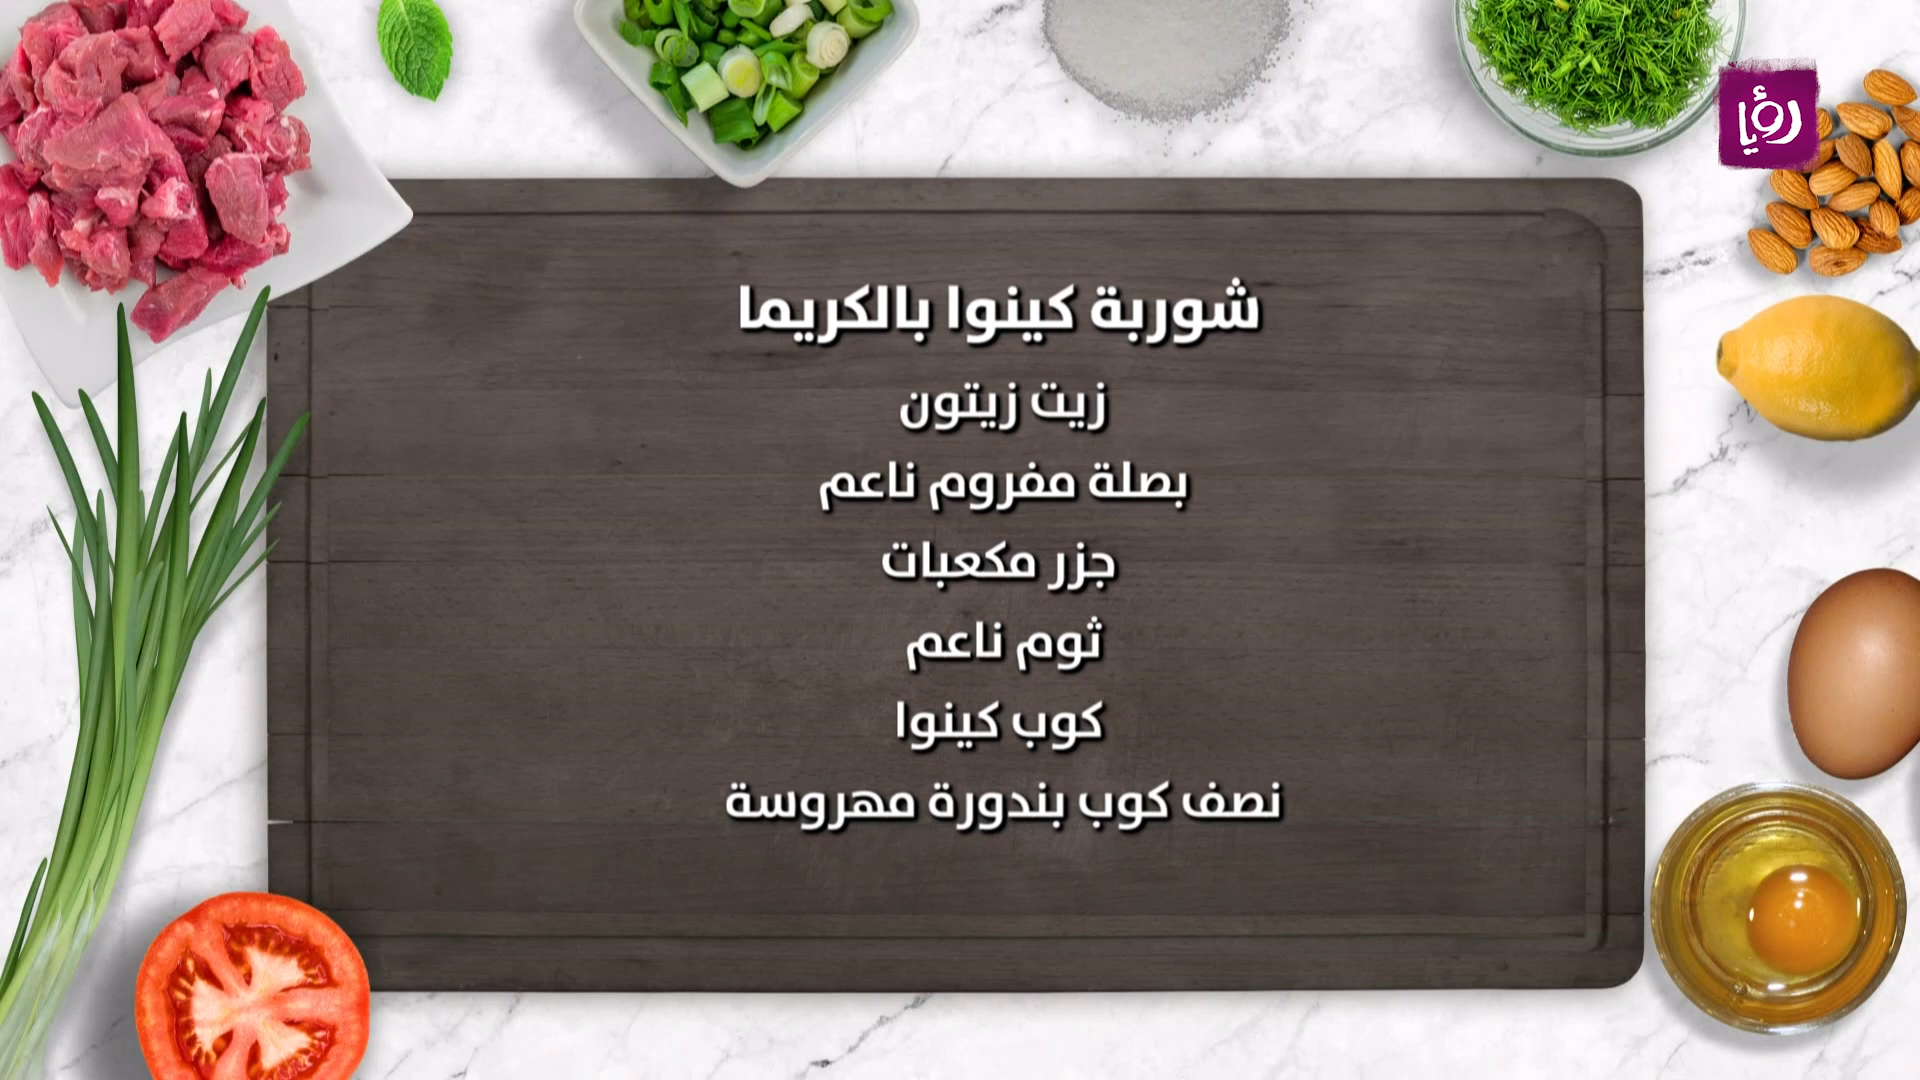 رؤيا
شوربة كينوا بالكريما
زيت زيتون
بصلة مفروم ناعم
جزر مكعبات
ثوم ناعم
كوب كينوا
نصف كوب بندورة مهروسة